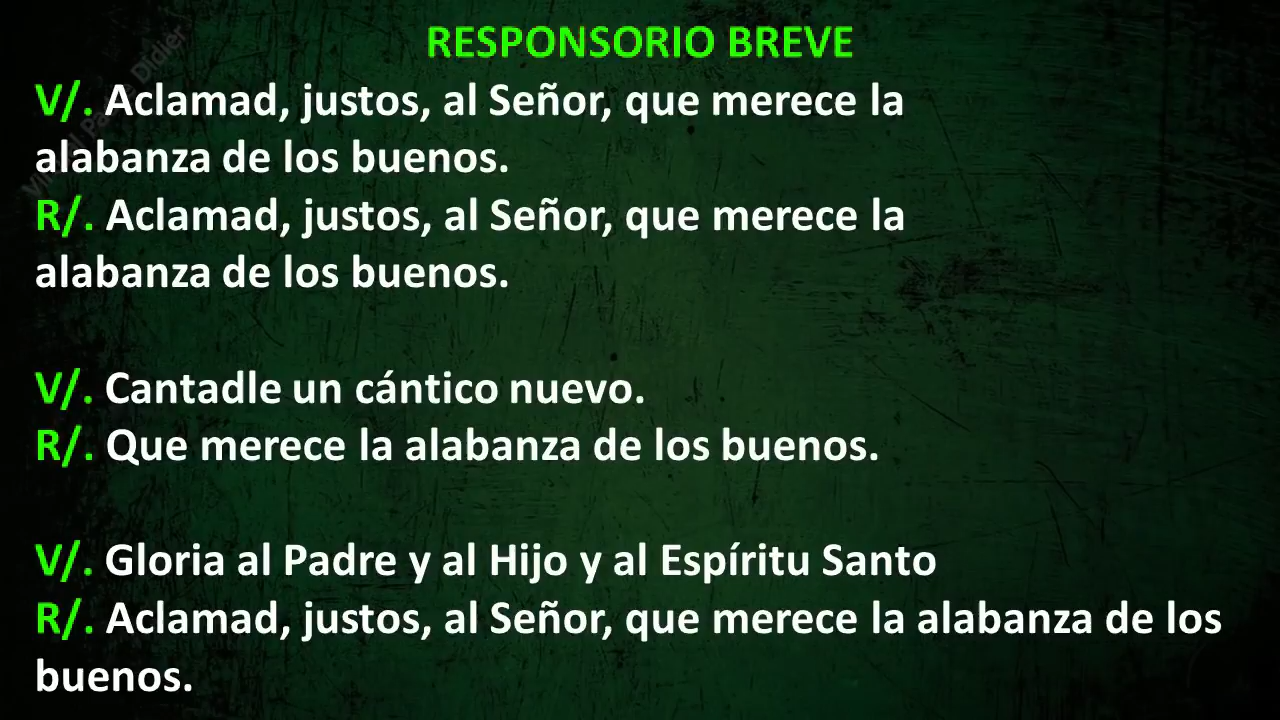 RESPONSORIO BREVE
V/. Aclamad, justos, al Señor, que merece la
alabanza de los buenos.
R/. Aclamad, justos, al Señor, que merece la
alabanza de los buenos.
V/. Cantadle un cántico nuevo.
R/. Que merece la alabanza de los buenos.
V/. Gloria al Padre y al Hijo y al Espíritu Santo
R/. Aclamad, justos, al Señor, que merece la alabanza de los
buenos.
Didier